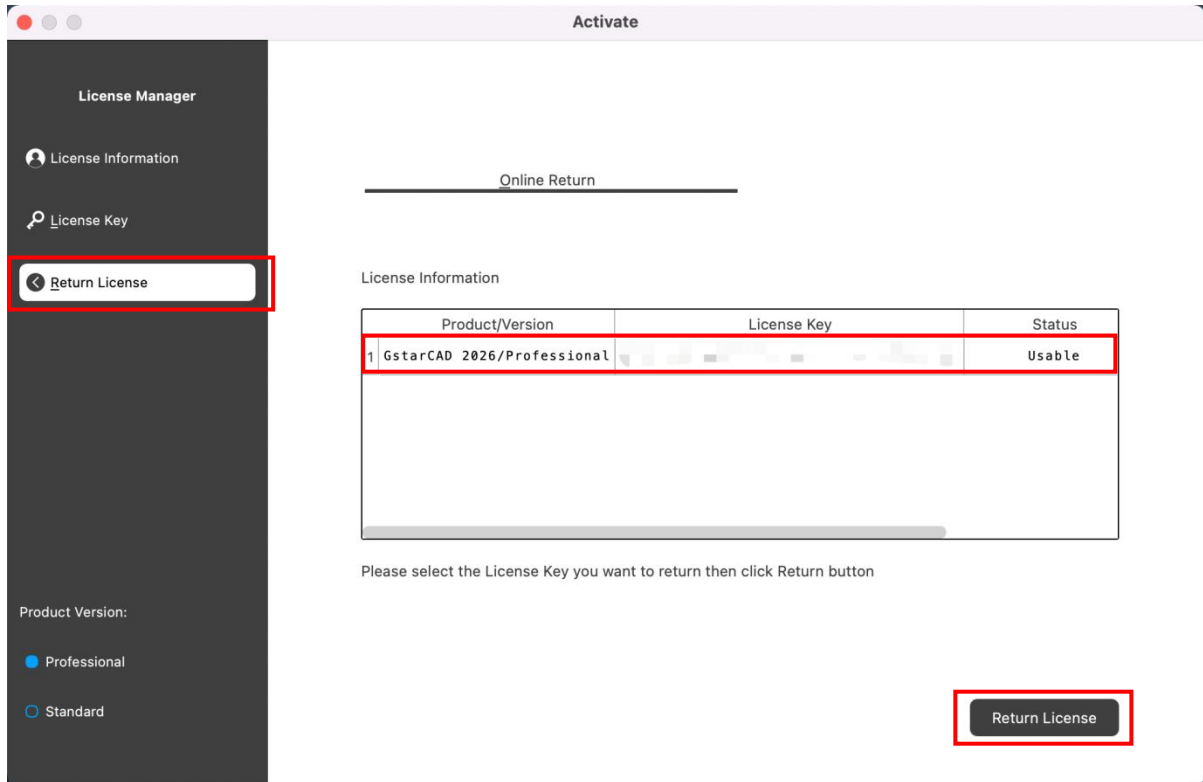 Activate
License Manager
License Information
License Key
Return License
Product Version:
Professional
Standard
Online Return
License Information
Product/Version License Key Status
1 GstarCAD 2026/Professional Usable
Please select the License Key you want to return then click Return button
Return License